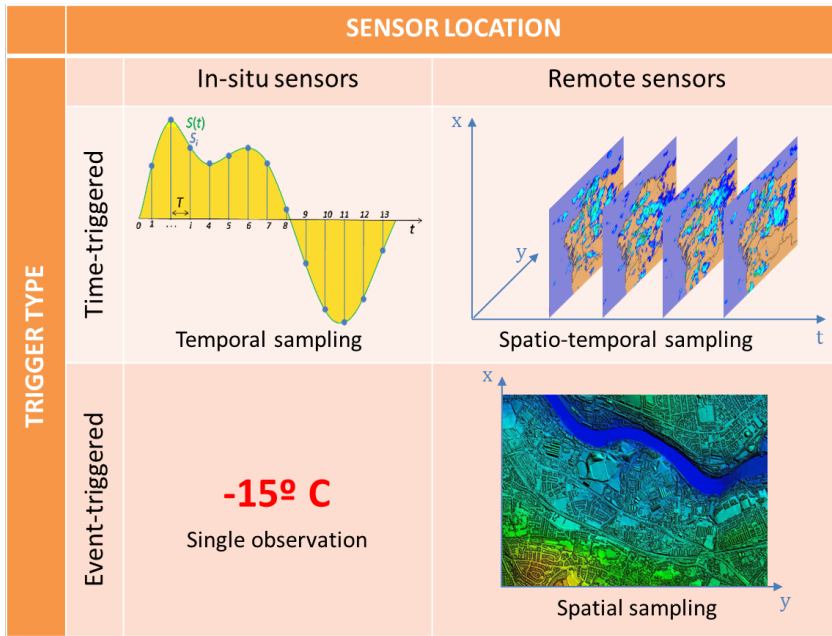 SENSOR LOCATION
In-situ sensors
Remote sensors
TRIGGER TYPE
Time-triggered
S(t)
Si
T
0 1 ... i 4 5 6 7 8 9 10 11 12 13
t
Temporal sampling
x
y
t
Spatio-temporal sampling
Event-triggered
-15º C
Single observation
x
y
Spatial sampling